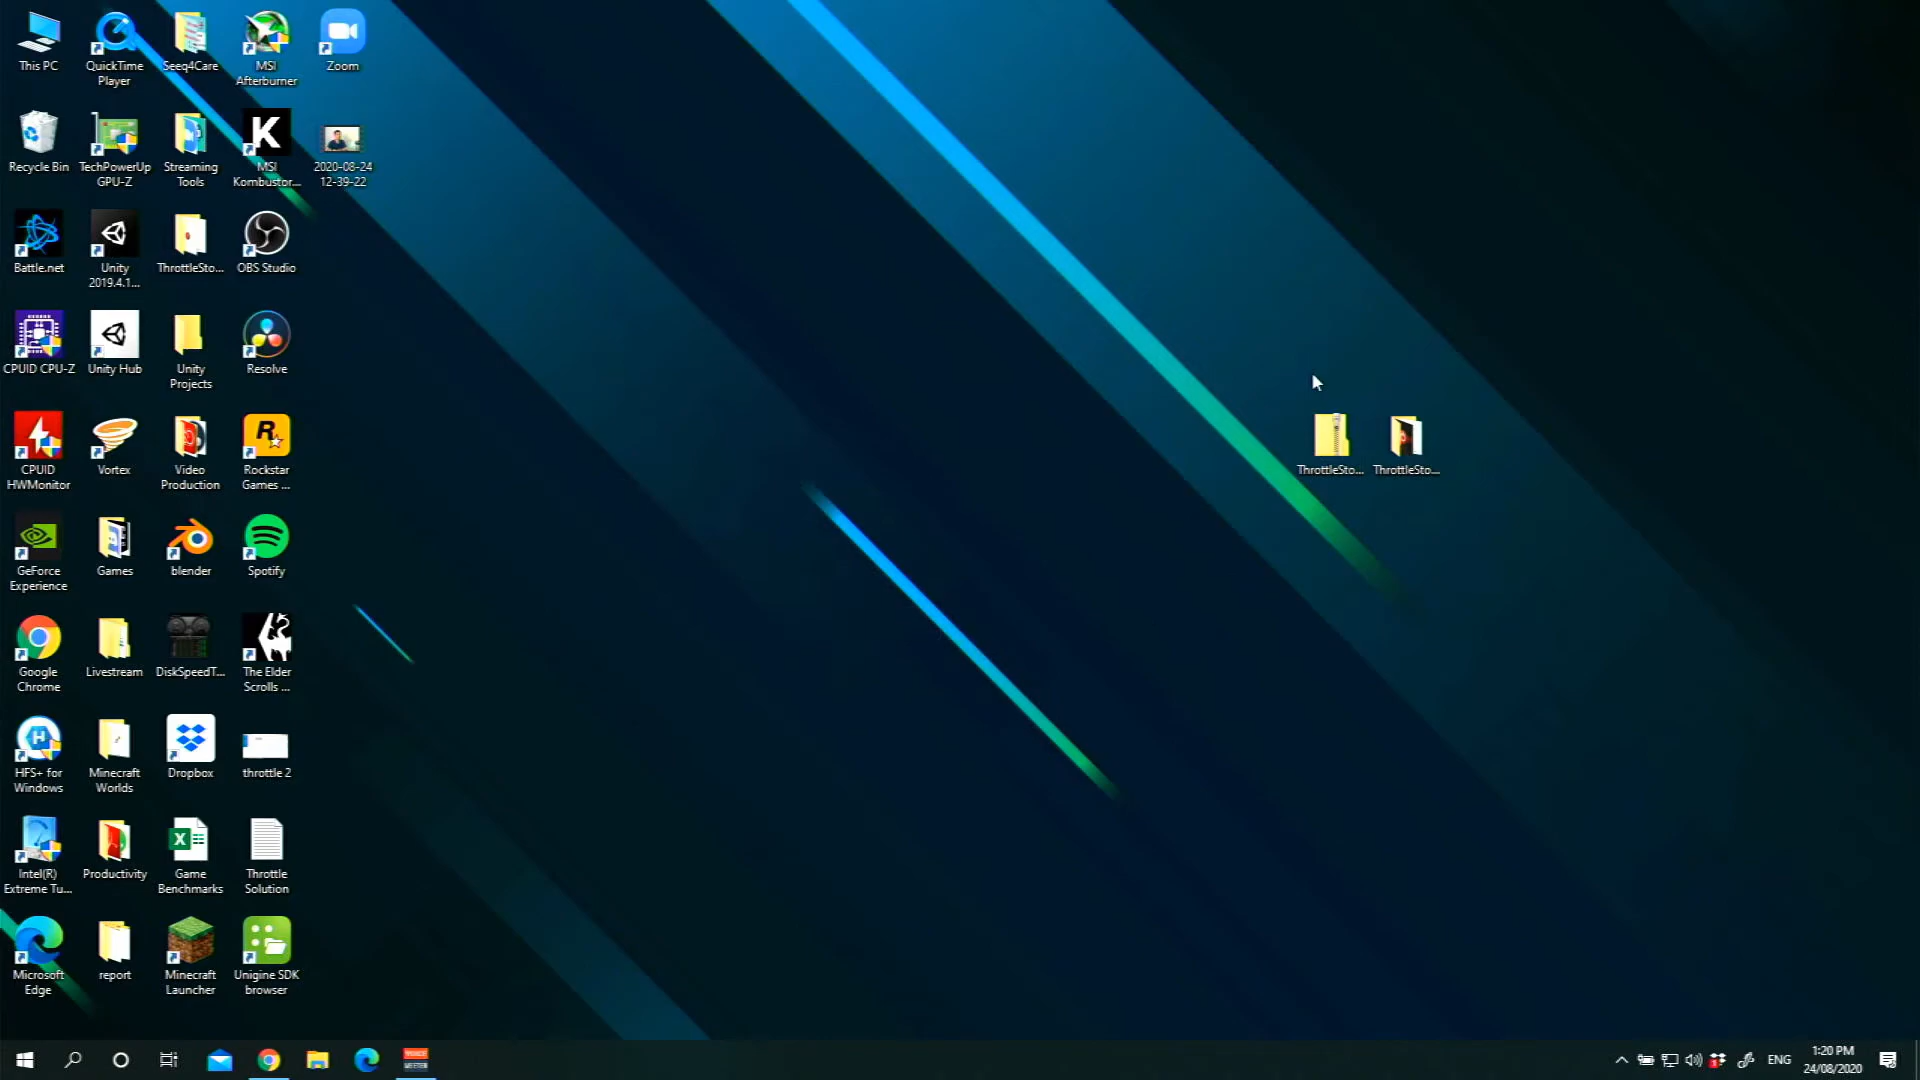 This PC
QuickTime
Player
Seeq4Care
MSI
Afterburner
Zoom
Recycle Bin
TechPowerUp
GPU-Z
Streaming
Tools
K
MSI
Kombustor...
2020-08-24
12-39-22
Battle.net
Unity
2019.4.1...
ThrottleSto...
OBS Studio
CPUID CPU-Z
Unity Hub
Unity
Projects
Resolve
CPUID
HWMonitor
Vortex
Video
Production
R
Rockstar
Games ...
ThrottleSto...
ThrottleSto...
GeForce
Experience
Games
blender
Spotify
Google
Chrome
Livestream
DiskSpeedT...
The Elder
Scrolls ...
H
HFS+ for
Windows
Minecraft
Worlds
Dropbox
throttle 2
Intel(R)
Extreme Tu...
Productivity
X
Game
Benchmarks
Throttle
Solution
Microsoft
Edge
report
Minecraft
Launcher
Unigine SDK
browser
VOICE
MEETER
ENG
1:20 PM
24/08/2020